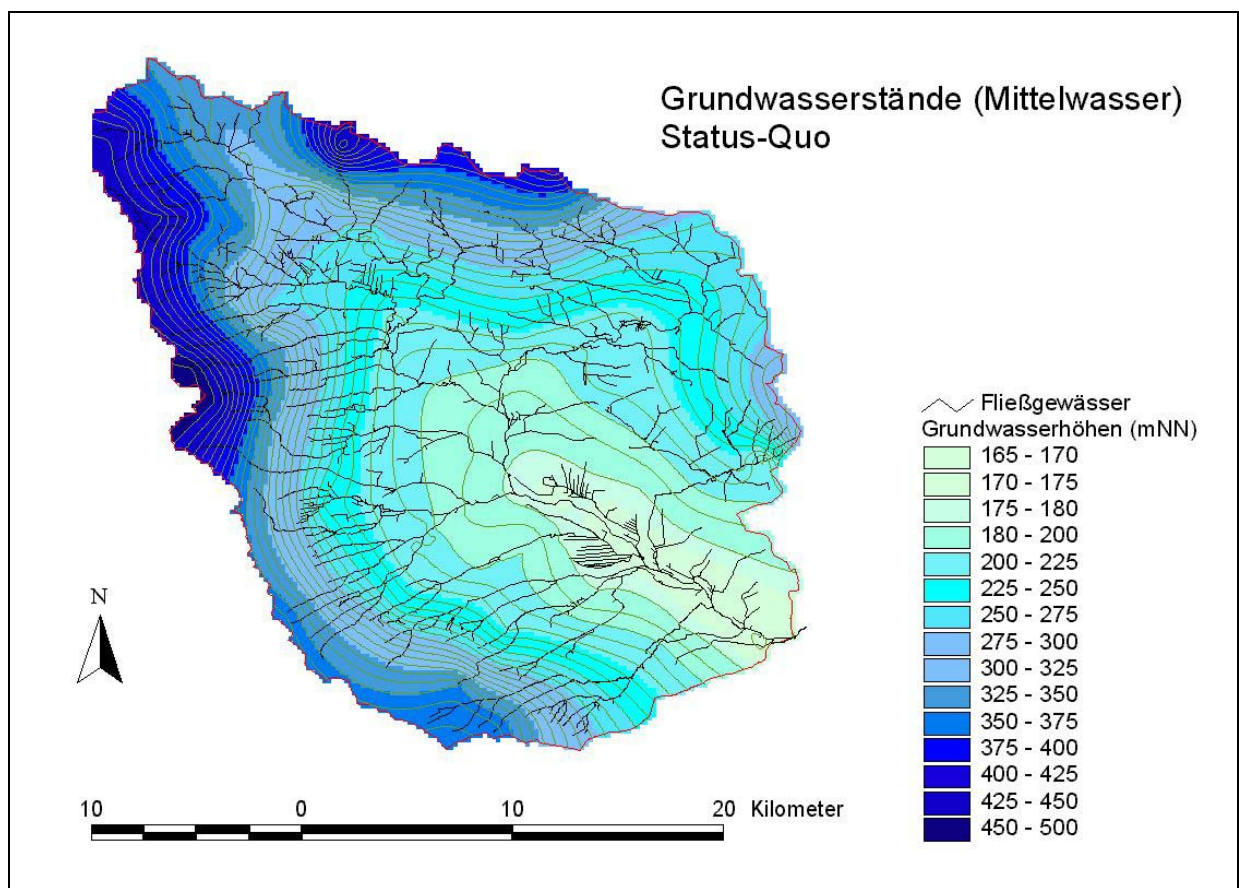 Grundwasserstände (Mittelwasser)
Status-Quo
Fließgewässer
Grundwasserhöhen (mNN)
165 - 170
170 - 175
175 - 180
180 - 200
200 - 225
225 - 250
250 - 275
275 - 300
300 - 325
325 - 350
350 - 375
375 - 400
400 - 425
425 - 450
450 - 500
N
10 0 10 20 Kilometer